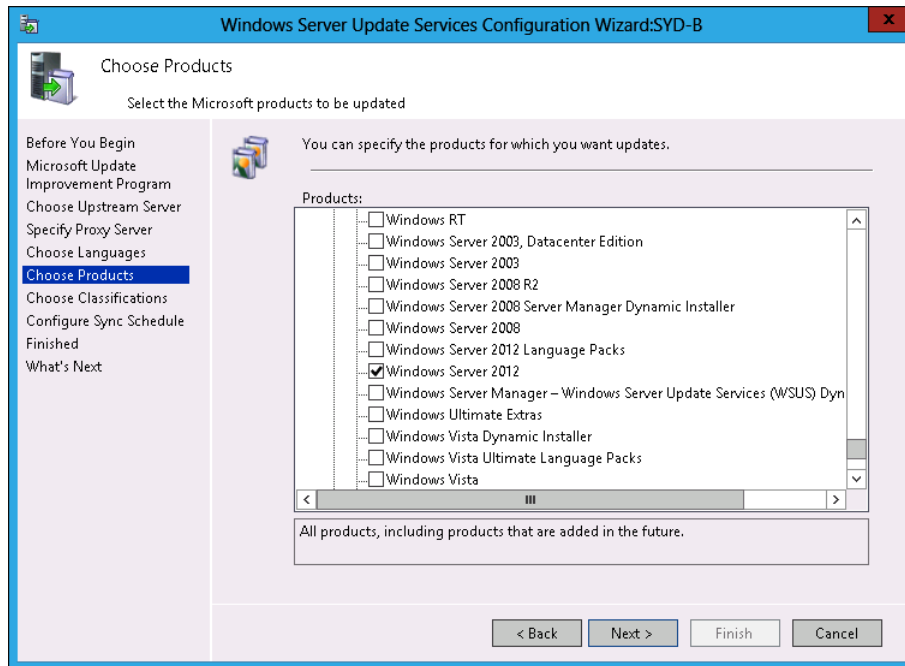 Windows Server Update Services Configuration Wizard:SYD-B
x
Choose Products
Select the Microsoft products to be updated
Before You Begin
Microsoft Update
Improvement Program
Choose Upstream Server
Specify Proxy Server
Choose Languages
Choose Products
Choose Classifications
Configure Sync Schedule
Finished
What's Next
You can specify the products for which you want updates.
Products:
Windows RT
Windows Server 2003, Datacenter Edition
Windows Server 2003
Windows Server 2008 R2
Windows Server 2008 Server Manager Dynamic Installer
Windows Server 2008
Windows Server 2012 Language Packs
Windows Server 2012
Windows Server Manager – Windows Server Update Services (WSUS) Dyn
Windows Ultimate Extras
Windows Vista Dynamic Installer
Windows Vista Ultimate Language Packs
Windows Vista
All products, including products that are added in the future.
< Back
Next >
Finish
Cancel